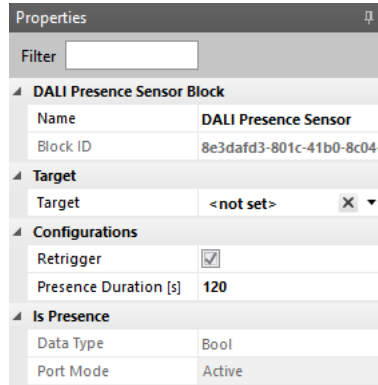 Properties
Filter
DALI Presence Sensor Block
Name DALI Presence Sensor
Block ID 8e3dafd3-801c-41b0-8c04-
Target
Target <not set>
Configurations
Retrigger
Presence Duration [s] 120
Is Presence
Data Type Bool
Port Mode Active